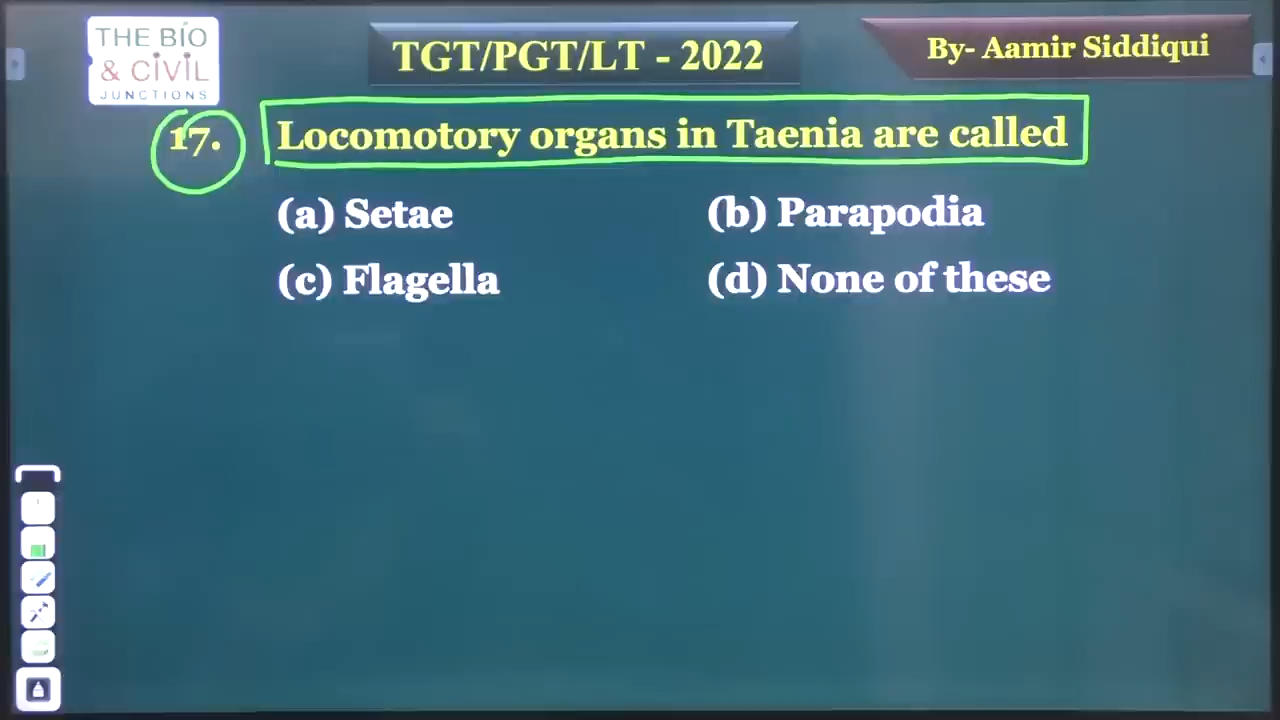 THE BIO
& CIVIL
JUNCTIONS
TGT/PGT/LT - 2022
By- Aamir Siddiqui
17. Locomotory organs in Taenia are called
(a) Setae (b) Parapodia
(c) Flagella (d) None of these